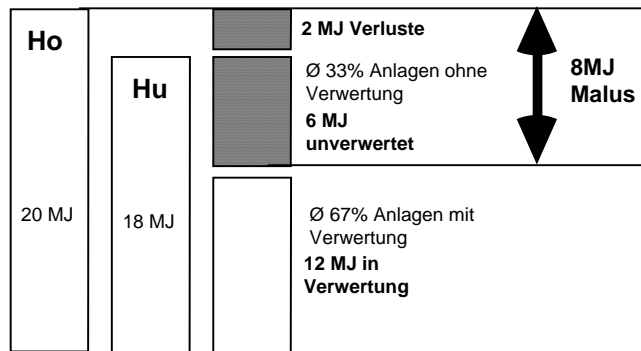 Ho
20 MJ
Hu
18 MJ
2 MJ Verluste
Ø 33% Anlagen ohne
Verwertung
6 MJ
unverwertet
Ø 67% Anlagen mit
Verwertung
12 MJ in
Verwertung
8MJ
Malus